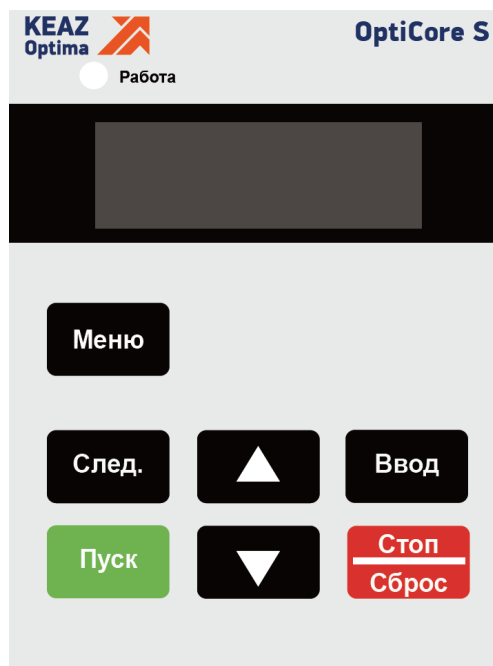 KEAZ
Optima
OptiCore S
Работа
Меню
След.
Ввод
Пуск
Стоп
Сброс